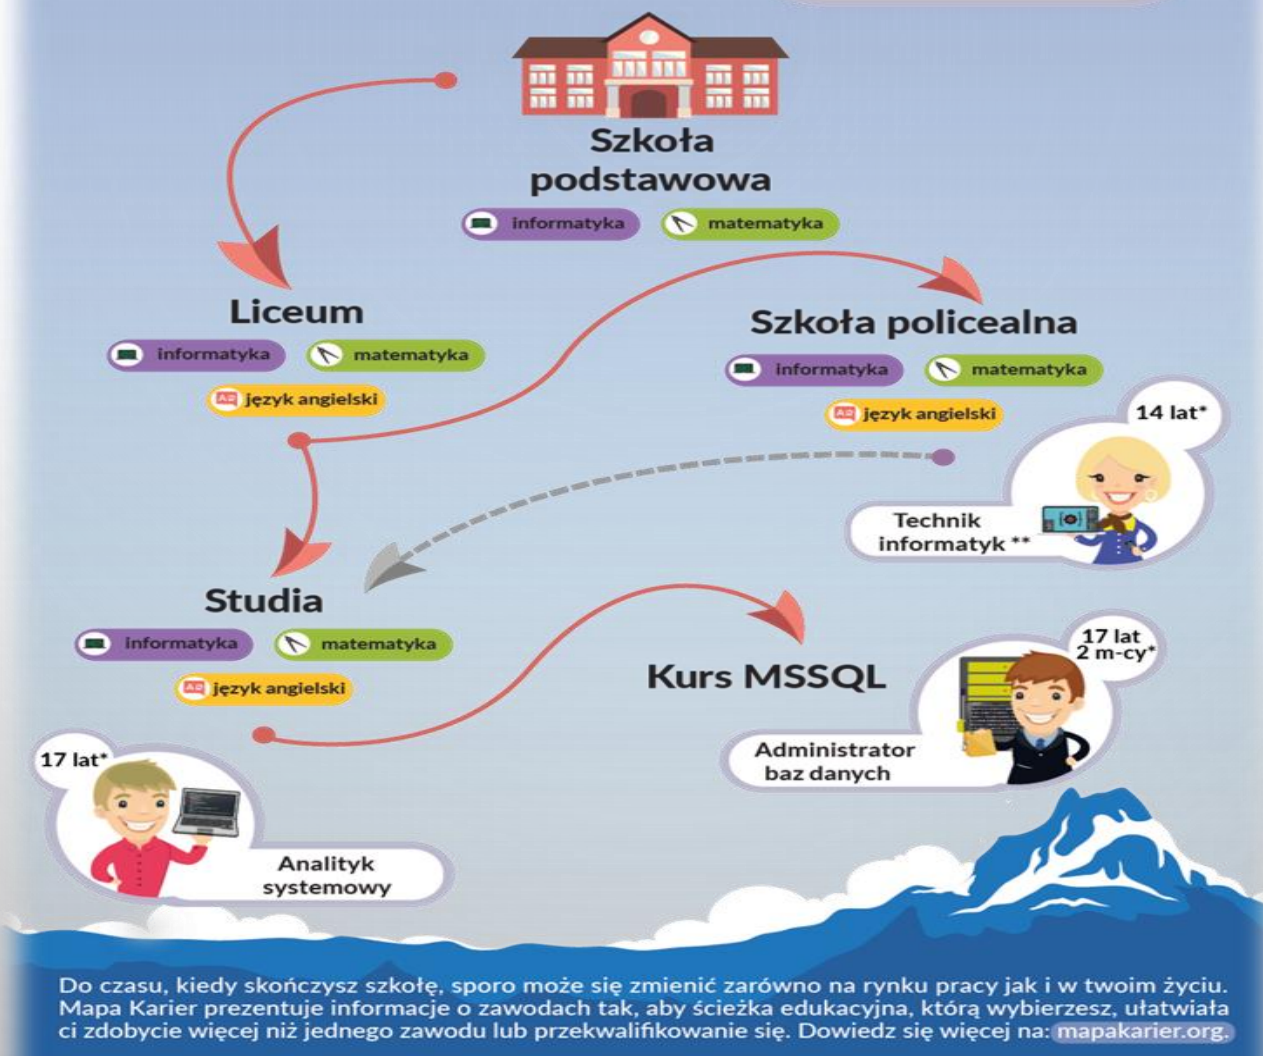 Szkoła
podstawowa
informatyka
matematyka
Liceum
informatyka
matematyka
język angielski
Szkoła policealna
informatyka
matematyka
język angielski
14 lat*
Technik
informatyk **
Studia
informatyka
matematyka
język angielski
Kurs MSSQL
17 lat
2 m-cy*
Administrator
baz danych
17 lat*
Analityk
systemowy
Do czasu, kiedy skończysz szkołę, sporo może się zmienić zarówno na rynku pracy jak i w twoim życiu.
Mapa Karier prezentuje informacje o zawodach tak, aby ścieżka edukacyjna, którą wybierzesz, ułatwiała
ci zdobycie więcej niż jednego zawodu lub przekwalifikowanie się. Dowiedz się więcej na: mapakarier.org.